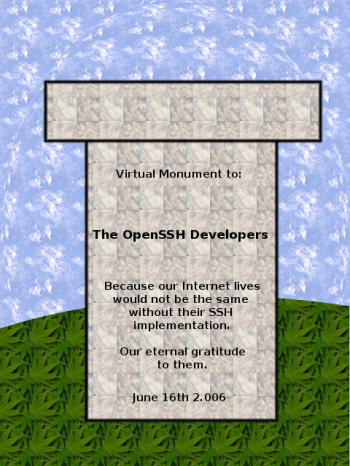 Virtual Monument to:
The OpenSSH Developers
Because our Internet lives
would not be the same
without their SSH
implementation.
Our eternal gratitude
to them.
June 16th 2.006